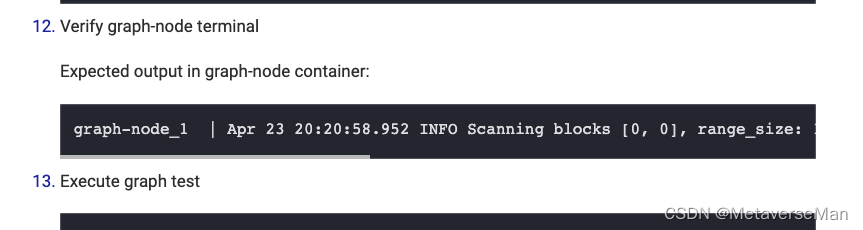 12. Verify graph-node terminal
Expected output in graph-node container:
graph-node_1 | Apr 23 20:20:58.952 INFO Scanning blocks [0, 0], range_size:
13. Execute graph test
CSDN @MetaverseMan